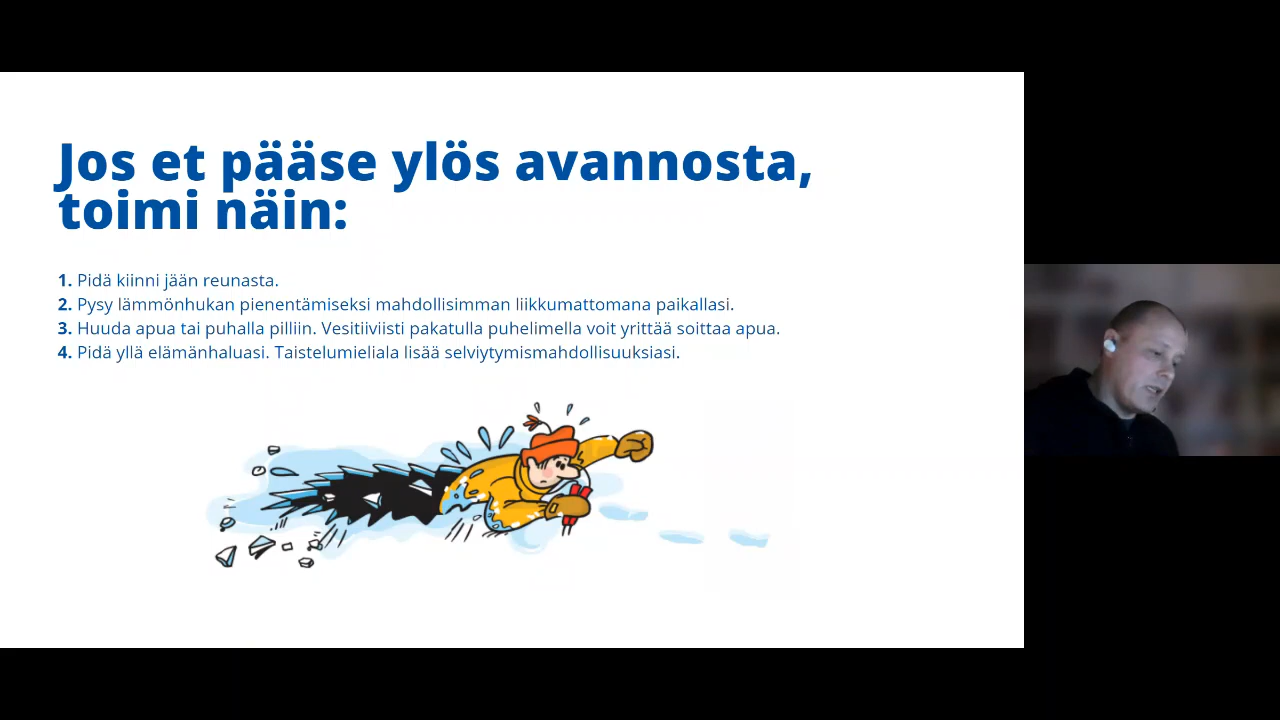 Jos et pääse ylös avannosta,
toimi näin:
1. Pidä kiinni jään reunasta.
2. Pysy lämmönhukan pienentämiseksi mahdollisimman liikkumattomana paikallasi.
3. Huuda apua tai puhalla pilliin. Vesitiiviisti pakatulla puhelimella voit yrittää soittaa apua.
4. Pidä yllä elämänhaluasi. Taistelumieliala lisää selviytymismahdollisuuksiasi.